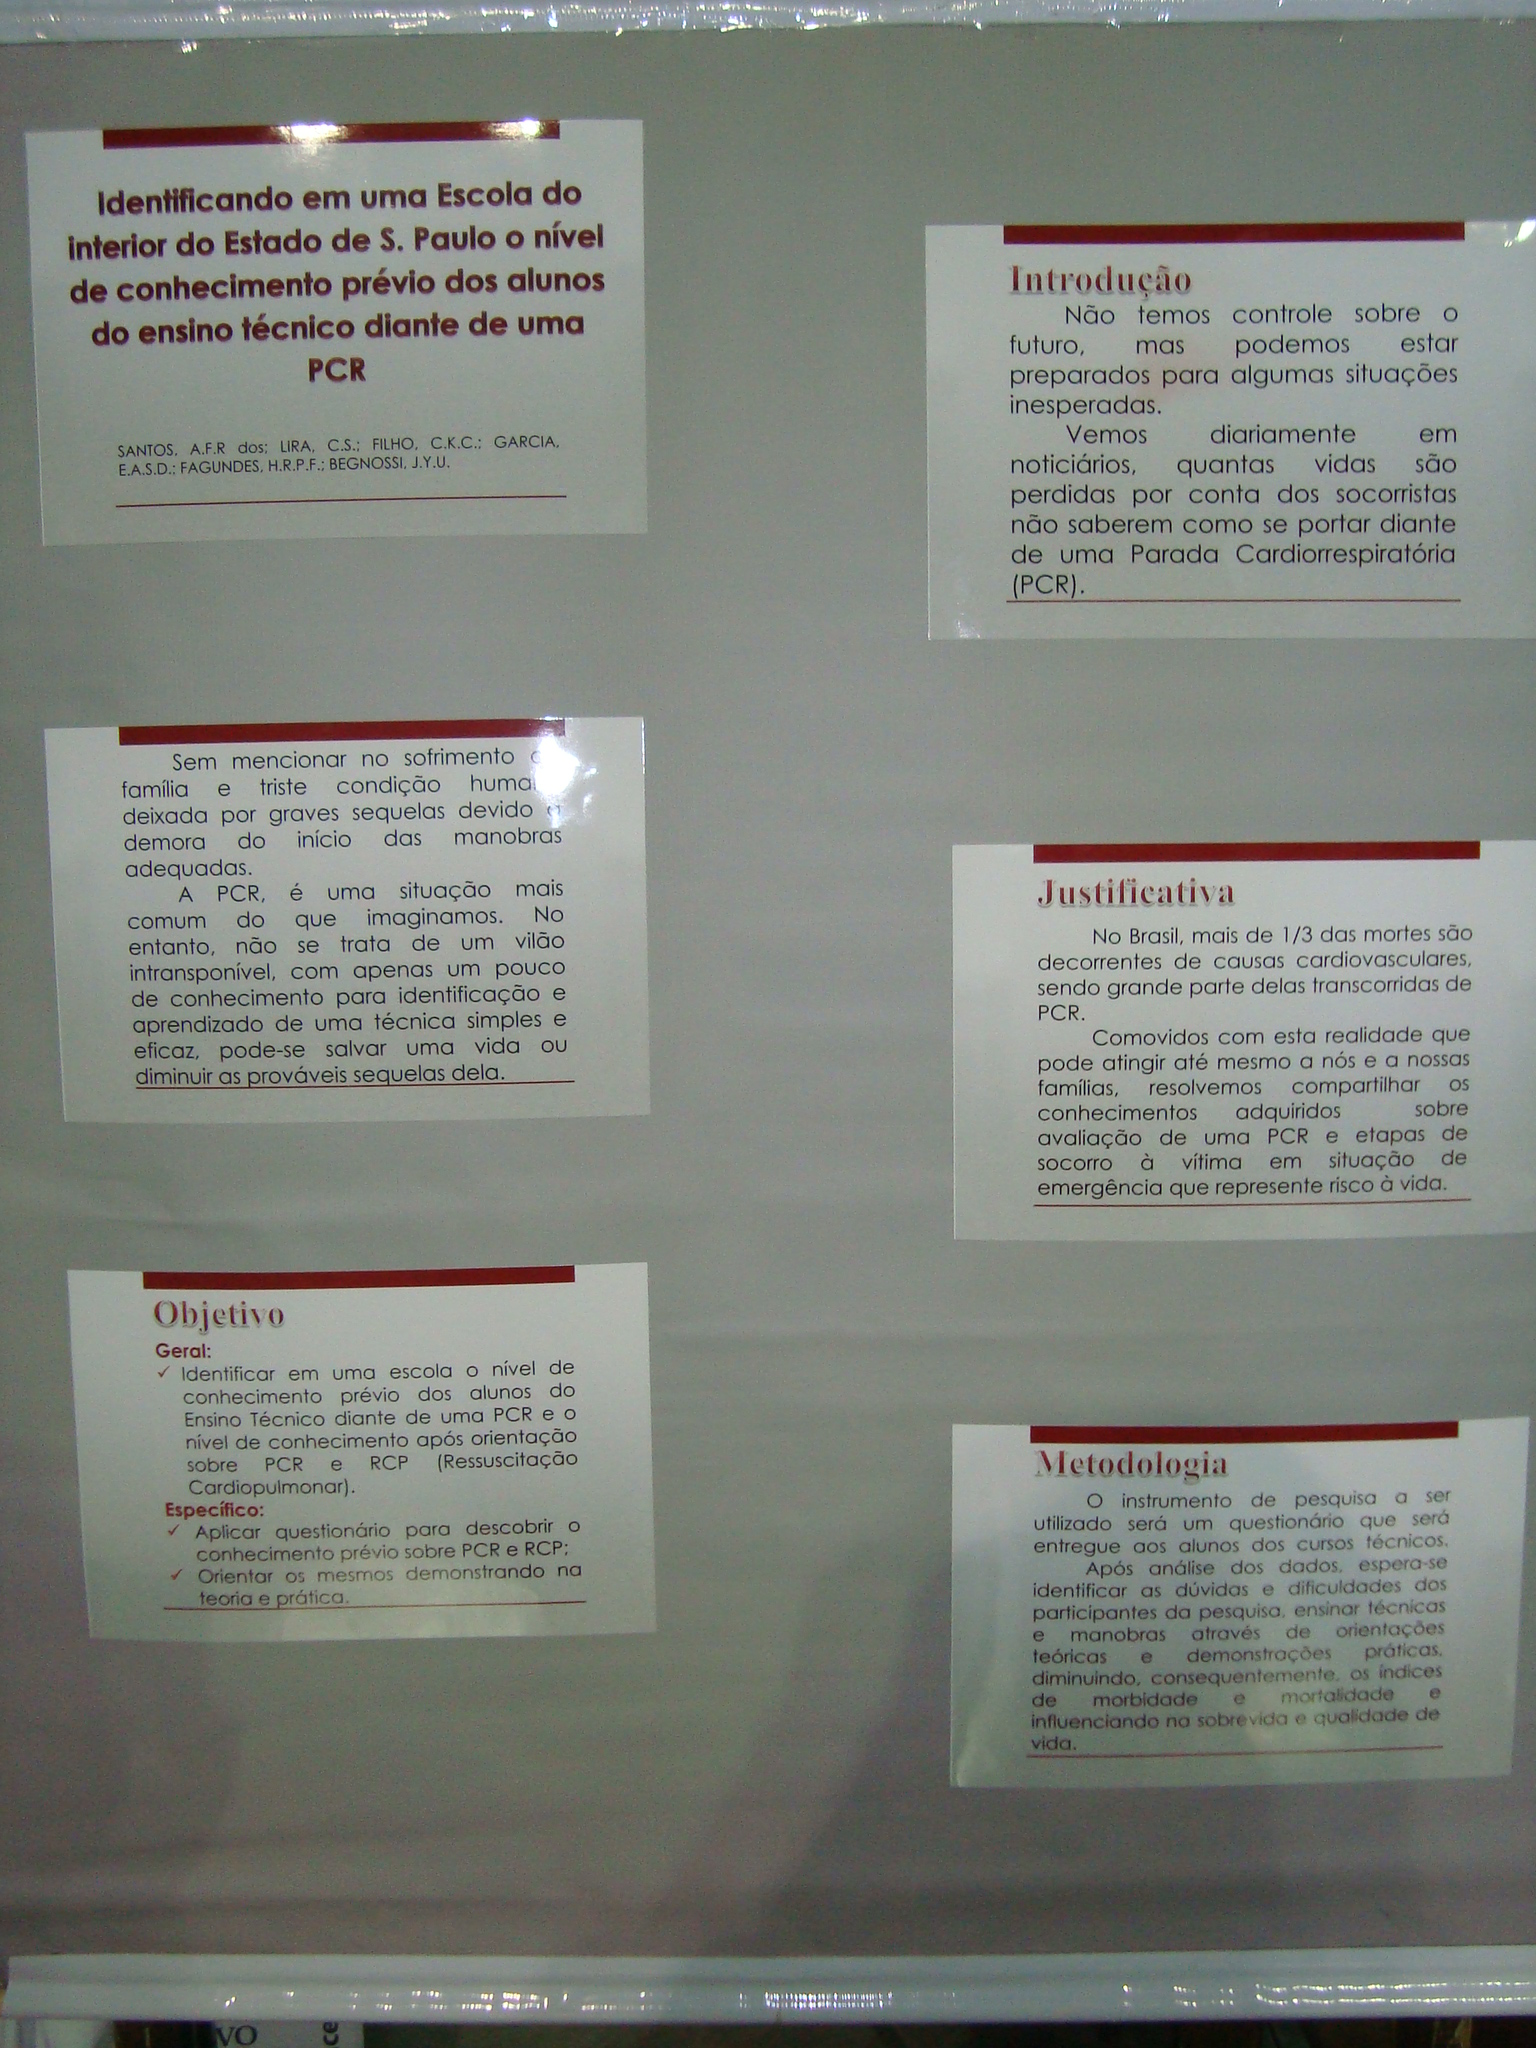 Identificando em uma Escola do
interior do Estado de S. Paulo o nível
de conhecimento prévio dos alunos
do ensino técnico diante de uma
PCR
SANTOS, A.F.R dos; LIRA, C.S.; FILHO, C.K.C.; GARCIA,
E.A.S.D.; FAGUNDES, H.R.P.F.; BEGNOSSI, J.Y.U.
Introdução
Não temos controle sobre o
futuro, mas podemos estar
preparados para algumas situações
inesperadas.
Vemos diariamente em
noticiários, quantas vidas são
perdidas por conta dos socorristas
não saberem como se portar diante
de uma Parada Cardiorrespiratória
(PCR).
Sem mencionar no sofrimento
família e triste condição
deixada por graves sequelas devido
demora do início das manobras
adequadas.
A PCR, é uma situação mais
comum do que imaginamos. No
entanto, não se trata de um vilão
intransponível, com apenas um pouco
de conhecimento para identificação e
aprendizado de uma técnica simples e
eficaz, pode-se salvar uma vida ou
diminuir as prováveis sequelas dela.
Justificativa
No Brasil, mais de 1/3 das mortes são
decorrentes de causas cardiovasculares,
sendo grande parte delas transcorridas de
PCR.
Comovidos com esta realidade que
pode atingir até mesmo a nós e a nossas
famílias, resolvemos compartilhar os
conhecimentos adquiridos sobre
avaliação de uma PCR e etapas de
socorro à vítima em situação de
emergência que represente risco à vida.
Objetivo
Geral:
✓ Identificar em uma escola o nível de
conhecimento prévio dos alunos do
Ensino Técnico diante de uma PCR e o
nível de conhecimento após orientação
sobre PCR e RCP (Ressuscitação
Cardiopulmonar).
Específico:
✓ Aplicar questionário para descobrir o
conhecimento prévio sobre PCR e RCP;
✓ Orientar os mesmos demonstrando na
teoria e prática.
Metodologia
O instrumento de pesquisa a ser
utilizado será um questionário que será
entregue aos alunos dos cursos técnicos.
Após análise dos dados, espera-se
identificar as dúvidas e dificuldades dos
participantes da pesquisa, ensinar técnicas
e manobras através de orientações
teóricas e demonstrações práticas,
diminuindo, consequentemente, os índices
de morbidade e mortalidade e
influenciando na sobrevida e qualidade de
vida.
VO
ce